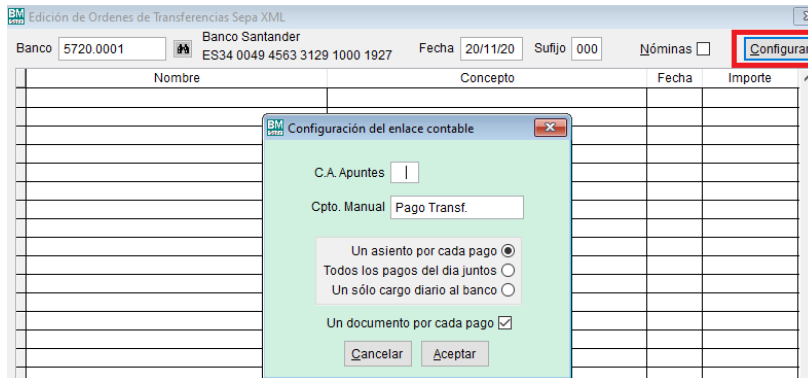 BM Edición de Ordenes de Transferencias Sepa XML
Banco 5720.0001 Banco Santander
ES34 0049 4563 3129 1000 1927 Fecha 20/11/20 Sufijo 000 Nóminas Configurar
Nombre Concepto Fecha Importe
BM Configuración del enlace contable
C.A. Apuntes
Cpto. Manual Pago Transf.
Un asiento por cada pago
Todos los pagos del dia juntos
Un sólo cargo diario al banco
Un documento por cada pago
Cancelar Aceptar